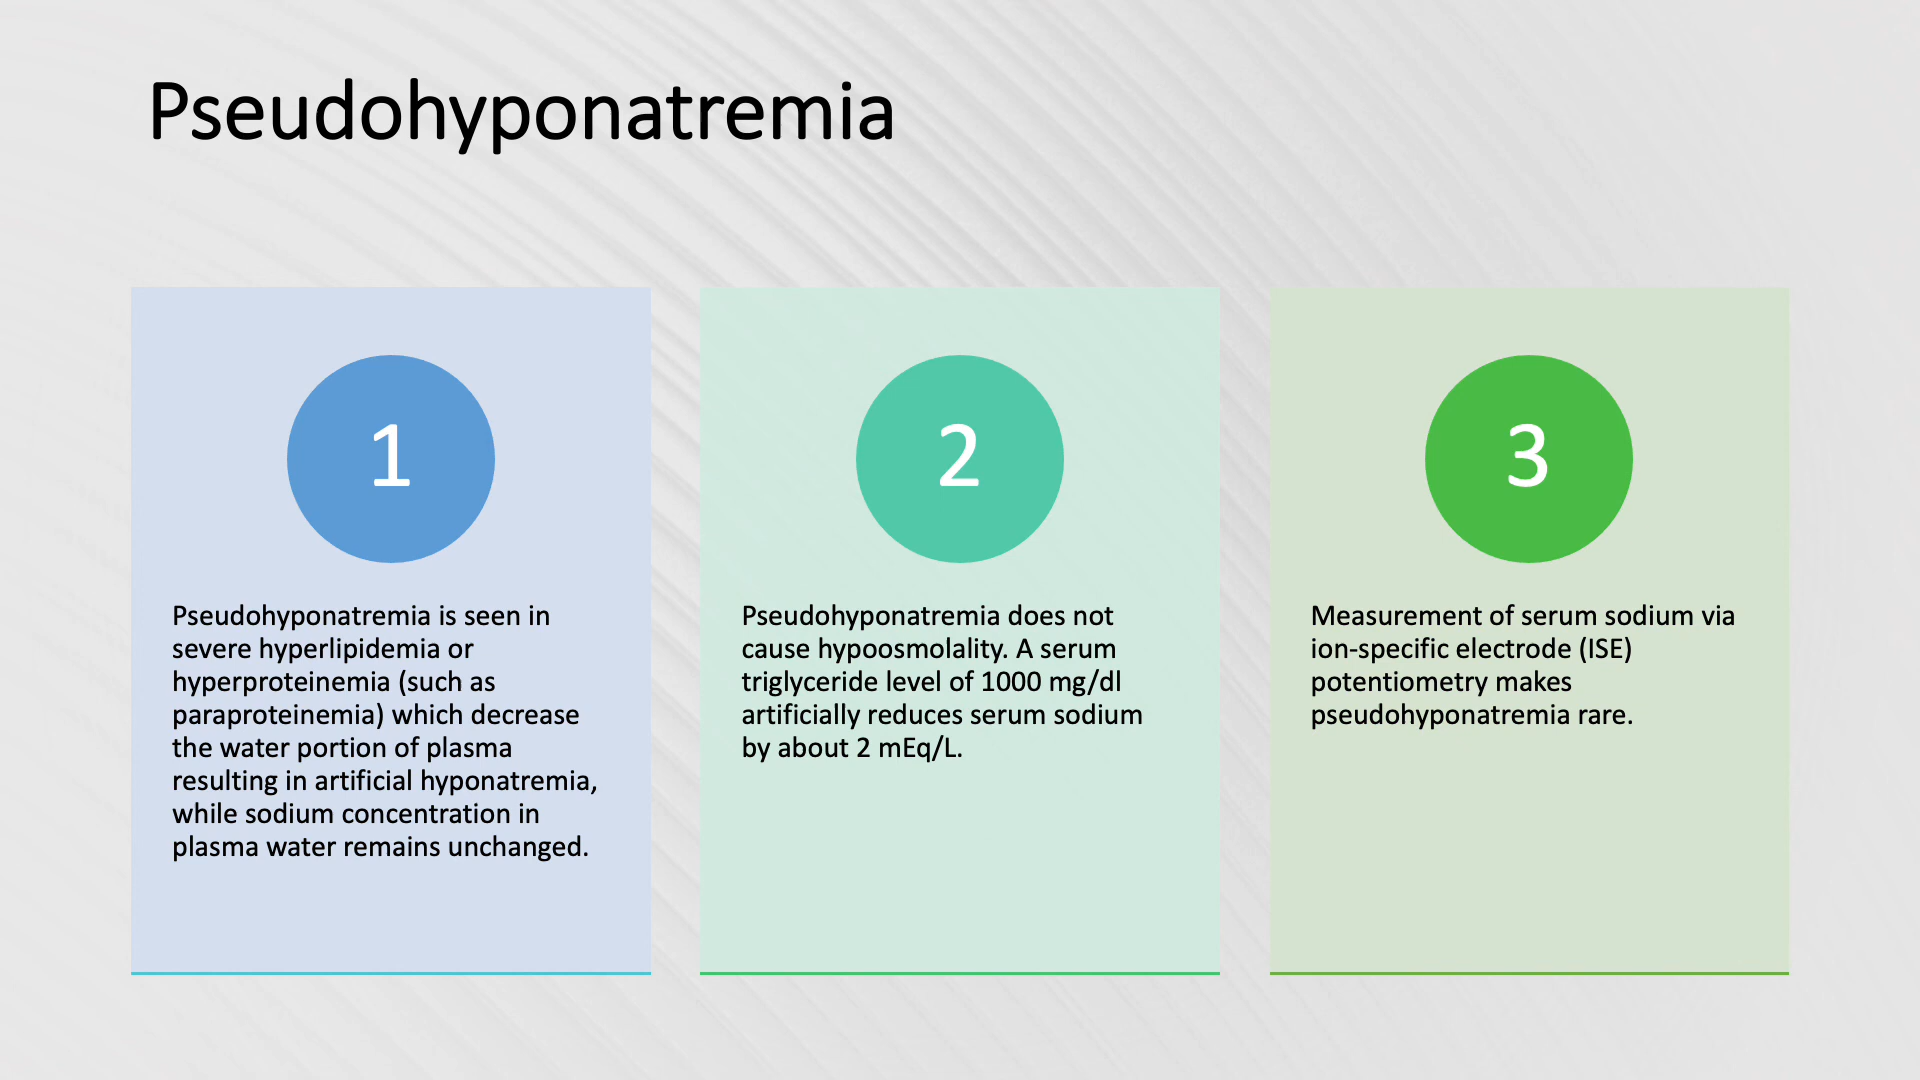 Pseudohyponatremia
1
Pseudohyponatremia is seen in
severe hyperlipidemia or
hyperproteinemia (such as
paraproteinemia) which decrease
the water portion of plasma
resulting in artificial hyponatremia,
while sodium concentration in
plasma water remains unchanged.
2
Pseudohyponatremia does not
cause hypoosmolality. A serum
triglyceride level of 1000 mg/dl
artificially reduces serum sodium
by about 2 mEq/L.
3
Measurement of serum sodium via
ion-specific electrode (ISE)
potentiometry makes
pseudohyponatremia rare.